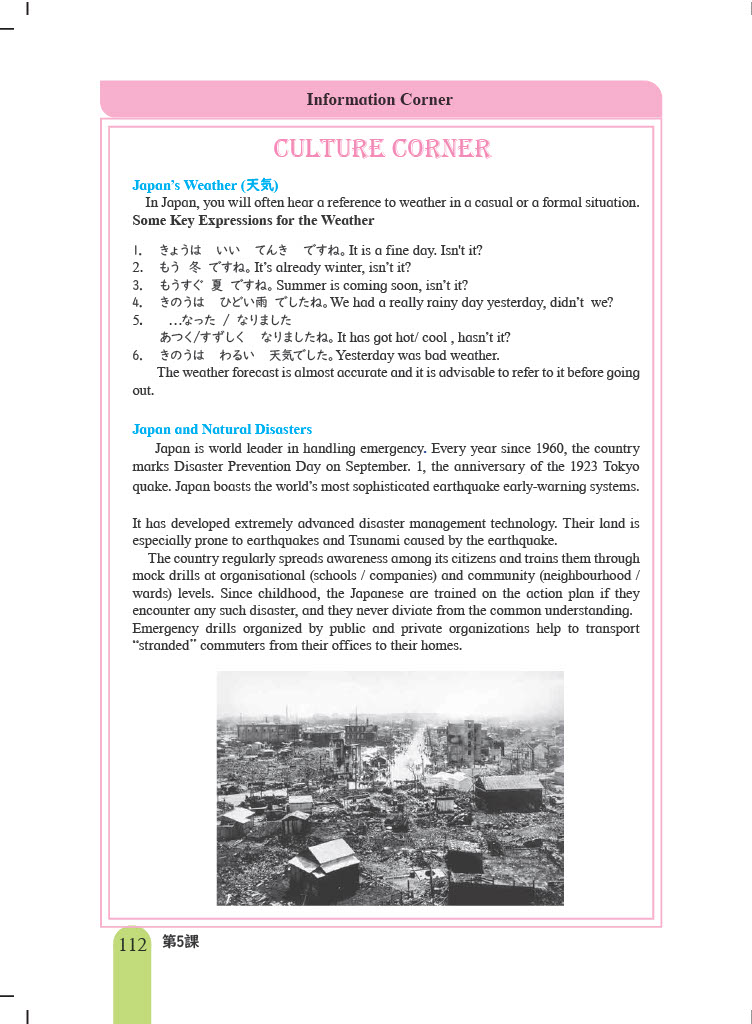 Information Corner
CULTURE CORNER
Japan's Weather (天気)
In Japan, you will often hear a reference to weather in a casual or a formal situation.
Some Key Expressions for the Weather
1. きょうは いい てんき ですね。It is a fine day. Isn't it?
2. もう 冬 ですね。It's already winter, isn't it?
3. もうすぐ 夏 ですね。Summer is coming soon, isn't it?
4. きのうは ひどい雨 でしたね。We had a really rainy day yesterday, didn't we?
5. …なった / なりました
あつく/すずしく なりましたね。It has got hot/ cool , hasn't it?
6. きのうは わるい 天気でした。Yesterday was bad weather.
The weather forecast is almost accurate and it is advisable to refer to it before going
out.
Japan and Natural Disasters
Japan is world leader in handling emergency. Every year since 1960, the country
marks Disaster Prevention Day on September. 1, the anniversary of the 1923 Tokyo
quake. Japan boasts the world's most sophisticated earthquake early-warning systems.
It has developed extremely advanced disaster management technology. Their land is
especially prone to earthquakes and Tsunami caused by the earthquake.
The country regularly spreads awareness among its citizens and trains them through
mock drills at organisational (schools / companies) and community (neighbourhood /
wards) levels. Since childhood, the Japanese are trained on the action plan if they
encounter any such disaster, and they never diviate from the common understanding.
Emergency drills organized by public and private organizations help to transport
“stranded” commuters from their offices to their homes.
112 第5課